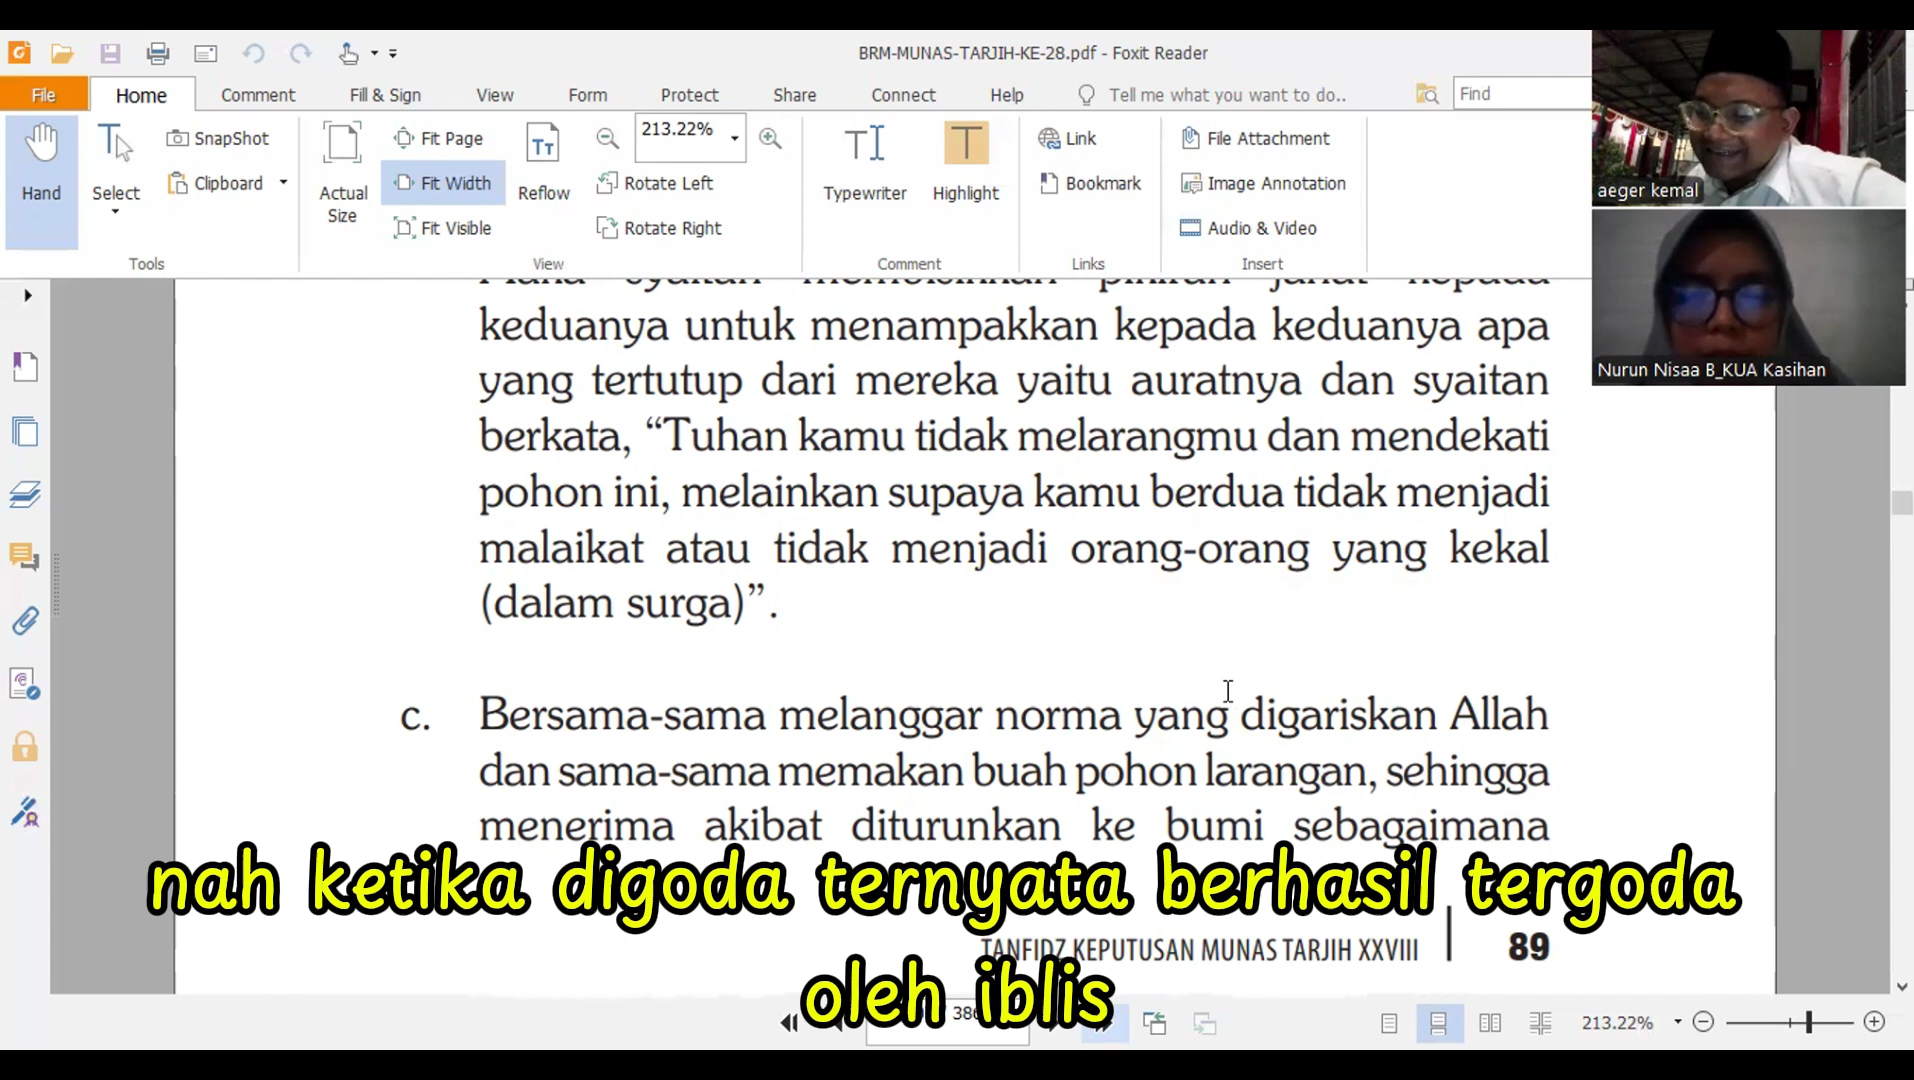 BRM-MUNAS-TARJIH-KE-28.pdf - Foxit Reader
File Home Comment Fill & Sign View Form Protect Share Connect Help Tell me what you want to do.. Find
Hand
Select
SnapShot
Clipboard
Tools
Actual Size
Fit Page
Fit Width
Fit Visible
Reflow
213.22%
Rotate Left
Rotate Right
View
Typewriter
Highlight
Comment
Link
Bookmark
Links
File Attachment
Image Annotation
Audio & Video
Insert
aeger kemal
Nurun Nisaa B_KUA Kasihan
keduanya untuk menampakkan kepada keduanya apa
yang tertutup dari mereka yaitu auratnya dan syaitan
berkata, “Tuhan kamu tidak melarangmu dan mendekati
pohon ini, melainkan supaya kamu berdua tidak menjadi
malaikat atau tidak menjadi orang-orang yang kekal
(dalam surga)”.
c. Bersama-sama melanggar norma yang digariskan Allah
dan sama-sama memakan buah pohon larangan, sehingga
menerima akibat diturunkan ke bumi sebagaimana
nah ketika digoda ternyata berhasil tergoda
oleh iblis
TANFIDZ KEPUTUSAN MUNAS TARJIH XXVIII 89
213.22%